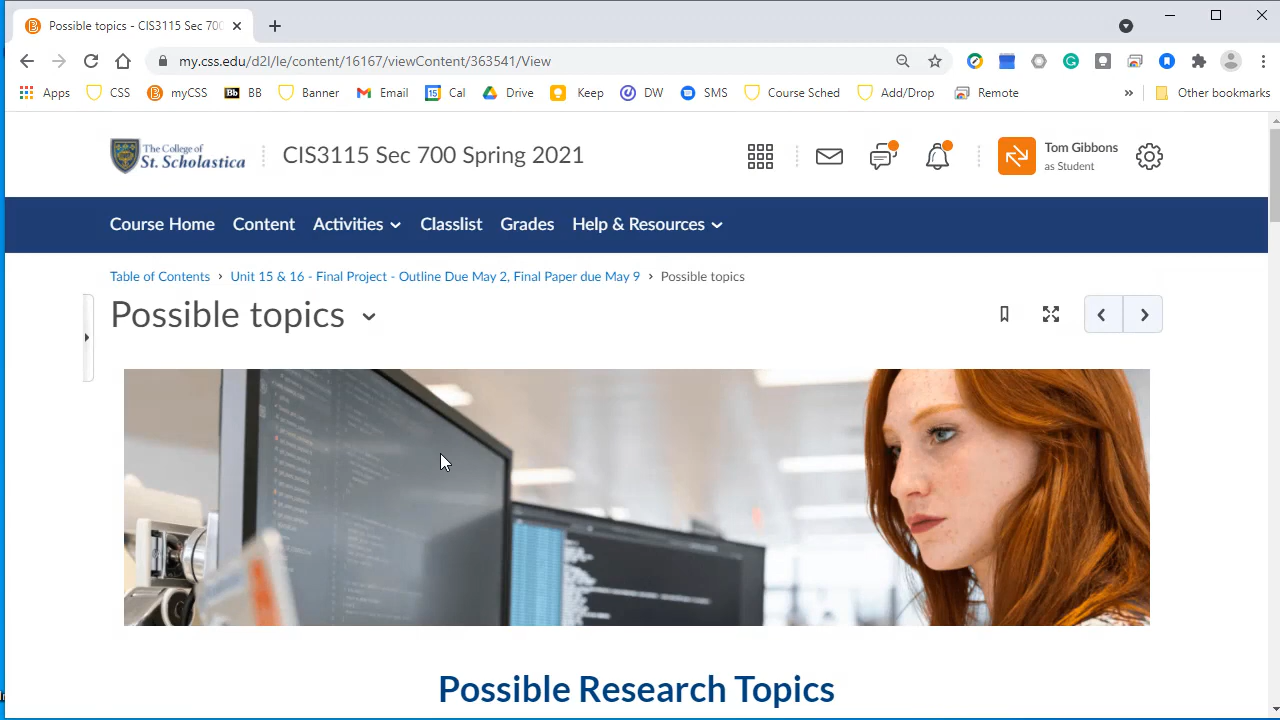 Possible topics - CIS3115 Sec 700
my.css.edu/d2l/le/content/16167/viewContent/363541/View
Apps CSS myCSS Bb BB Banner Email 15 Cal Drive Keep DW SMS Course Sched Add/Drop Remote » Other bookmarks
The College of
St. Scholastica
CIS3115 Sec 700 Spring 2021
Tom Gibbons
as Student
Course Home Content Activities Classlist Grades Help & Resources
Table of Contents › Unit 15 & 16 - Final Project - Outline Due May 2, Final Paper due May 9 › Possible topics
Possible topics
Possible Research Topics